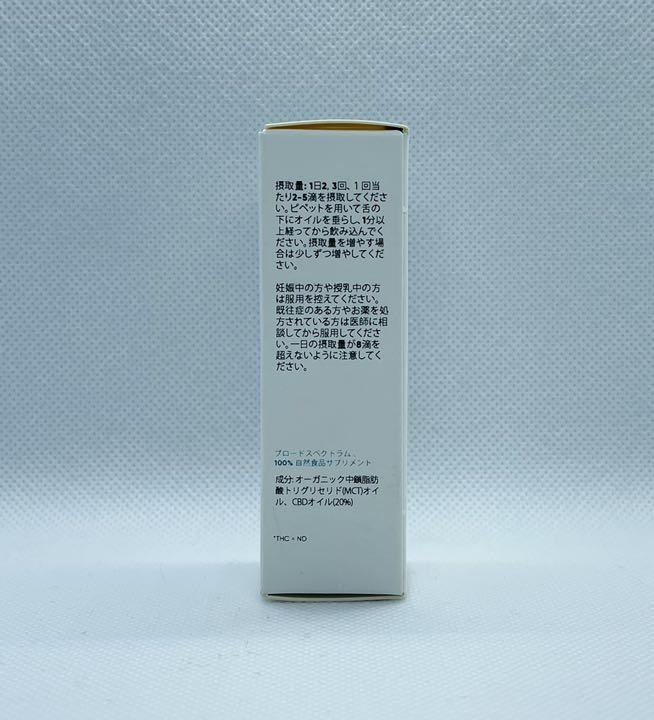 摂取量: 1日2, 3回、1 回当
たり2-5滴を摂取してくださ
い。ピペットを用いて舌の
下にオイルを垂らし、1分以
上経ってから飲み込んでく
ださい。摂取量を増やす場
合は少しずつ増やしてくだ
さい。
妊娠中の方や授乳中の方
は服用を控えてください。
既往症のある方やお薬を処
方されている方は医師に相
談してから服用してくださ
い。一日の摂取量が8滴を
超えないように注意してく
ださい。
ブロードスペクトラム、
100% 自然食品サプリメント
成分: オーガニック中鎖脂肪
酸トリグリセリド(MCT)オイ
ル、CBDオイル(20%)
*THC = ND